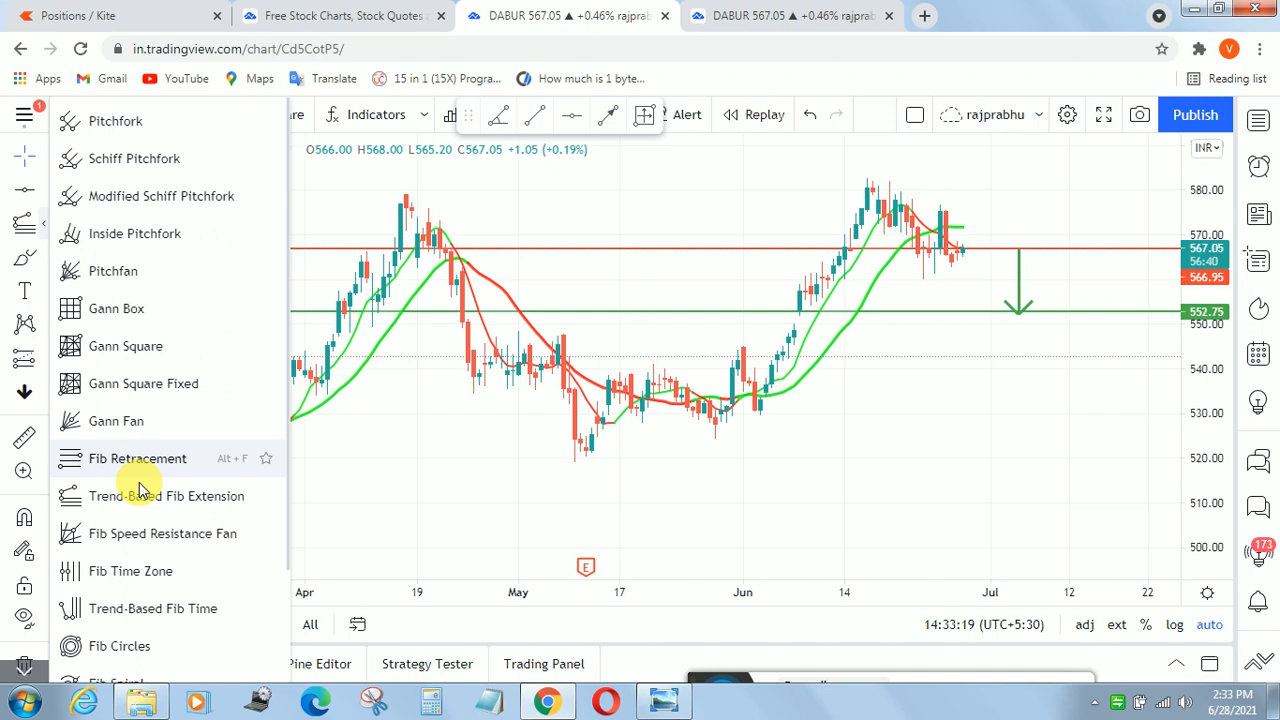 Positions / Kite
Free Stock Charts, Stock Quotes
DABUR 567.05 ▲ +0.46% rajprabh
DABUR 567.05 ▲ +0.46% rajprabh
in.tradingview.com/chart/Cd5CotP5/
V
Apps
Gmail
YouTube
Maps
Translate
15 in 1 (15X) Progra...
How much is 1 byte...
Reading list
1
are
Indicators
Alert
Replay
rajprabhu
Publish
O566.00 H568.00 L565.20 C567.05 +1.05 (+0.19%)
INR
Pitchfork
Schiff Pitchfork
Modified Schiff Pitchfork
Inside Pitchfork
Pitchfan
Gann Box
Gann Square
Gann Square Fixed
Gann Fan
Fib Retracement Alt + F
Trend-Based Fib Extension
Fib Speed Resistance Fan
Fib Time Zone
Trend-Based Fib Time
Fib Circles
Fib Spiral
580.00
570.00
567.05
56:40
566.95
552.75
550.00
540.00
530.00
520.00
510.00
500.00
173
E
Apr 19 May 17 Jun 14 Jul 12 22
All
14:33:19 (UTC+5:30)
adj ext % log auto
Pine Editor
Strategy Tester
Trading Panel
2:33 PM
6/28/2021